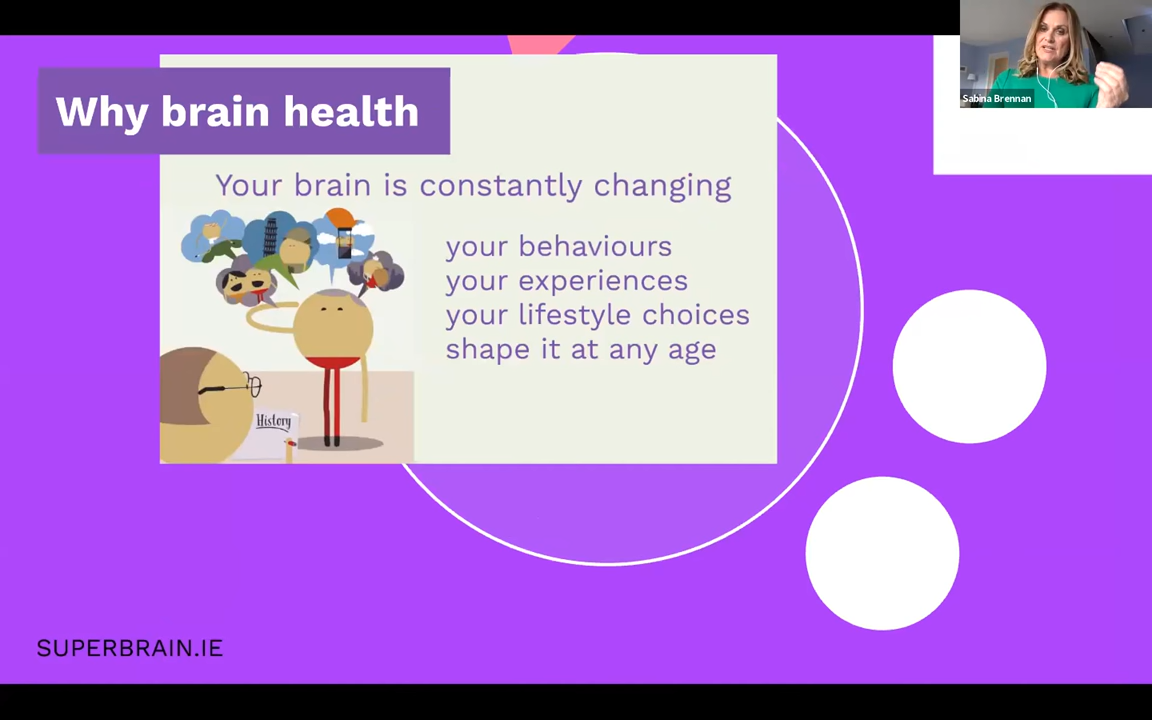 Sabina Brennan
Why brain health
Your brain is constantly changing
your behaviours
your experiences
your lifestyle choices
shape it at any age
History
SUPERBRAIN.IE